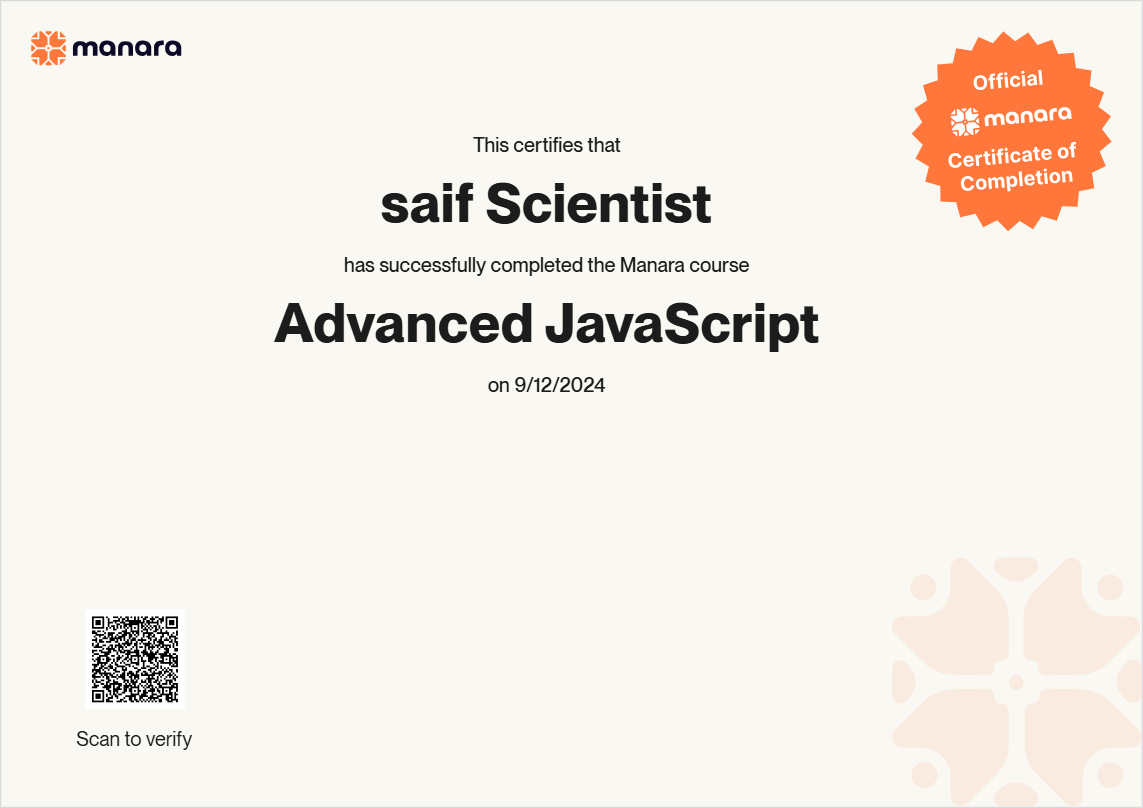 manara
Official
manara
Certificate of
Completion
This certifies that
saif Scientist
has successfully completed the Manara course
Advanced JavaScript
on 9/12/2024
Scan to verify